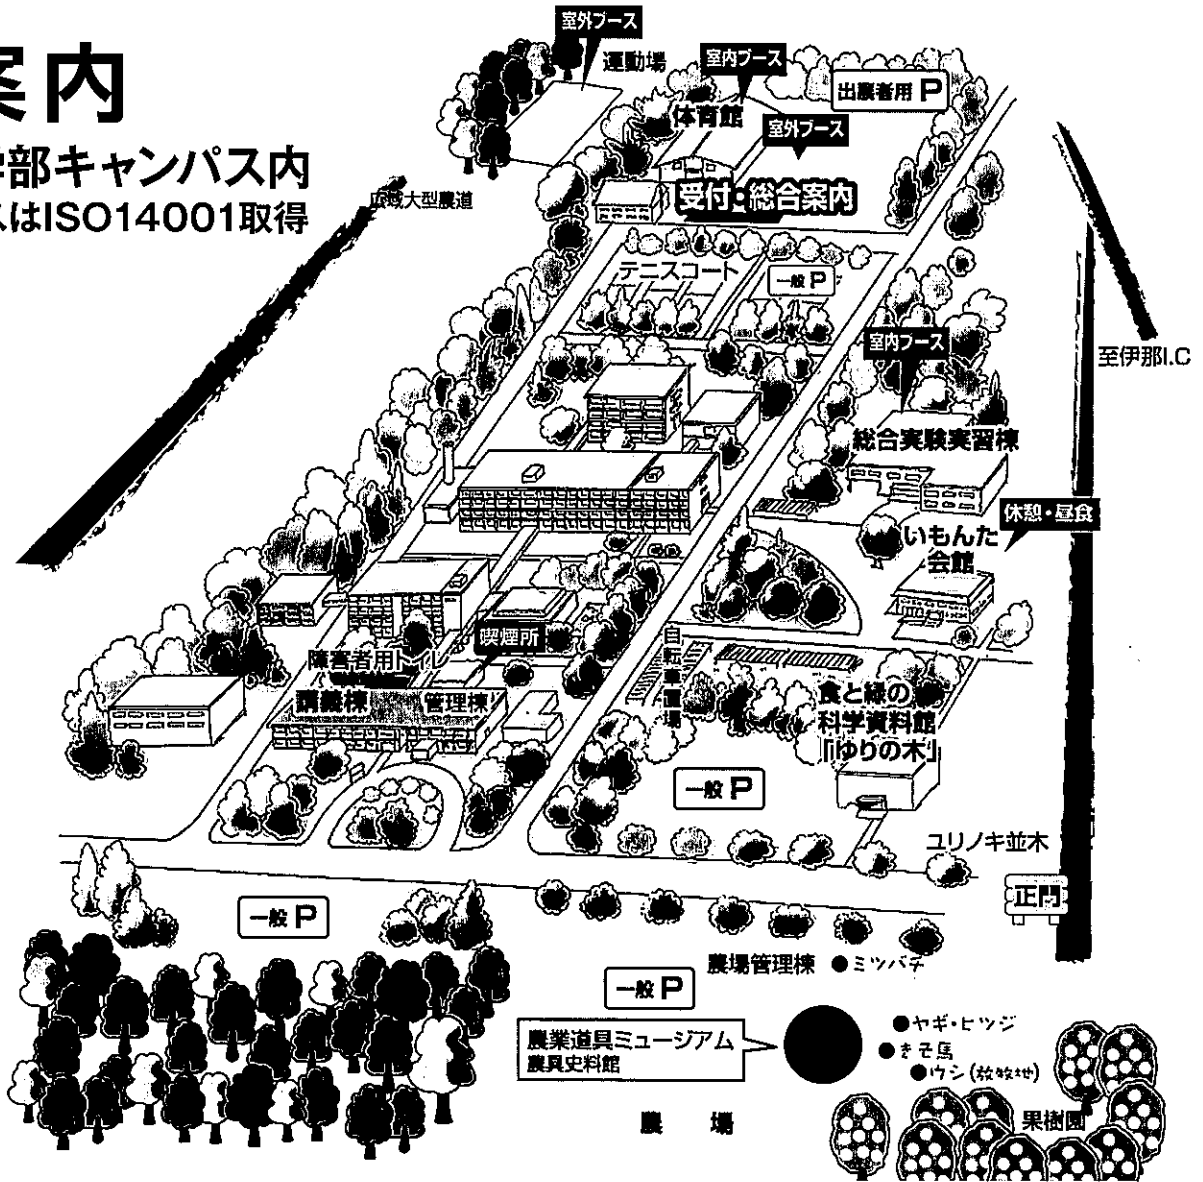 案内
学部キャンパス内
スはISO14001取得
室外ブース
運動場
室内ブース
出農者用 P
体育館
室外ブース
広域大型農道
受付・総合案内
テニスコート
一般 P
室内ブース
至伊那I.C
総合実験実習棟
休憩・昼食
いもんた
会館
喫煙所
自転車置場
障害者用トイレ
講義棟
管理棟
食と緑の
科学資料館
「ゆりの木」
一般 P
ユリノキ並木
正門
一般 P
農場管理棟
●ミツバチ
一般 P
農業道具ミュージアム
農具史料館
●ヤギ・ヒツジ
●きそ馬
●ウシ(放牧地)
農場
果樹園